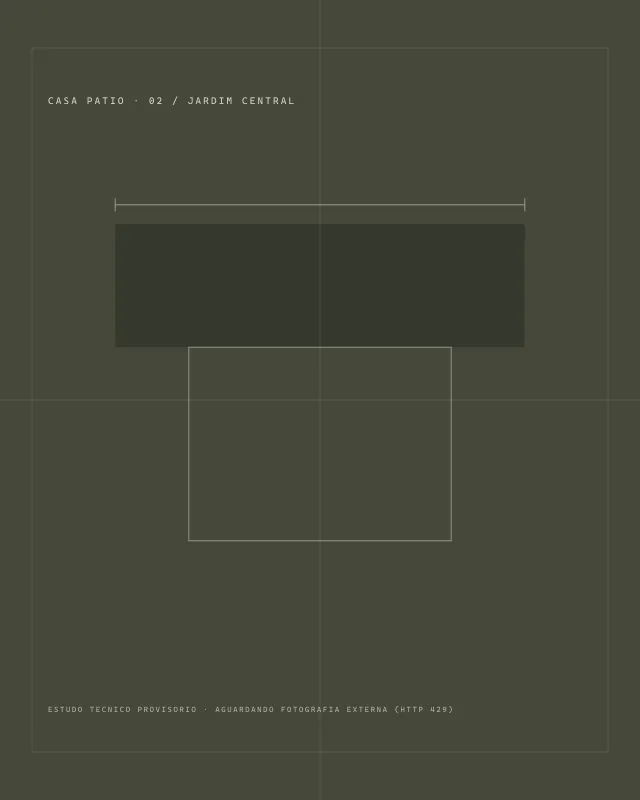 CASA PATIO · 02 / JARDIM CENTRAL
ESTUDO TECNICO PROVISORIO · AGUARDANDO FOTOGRAFIA EXTERNA (HTTP 429)